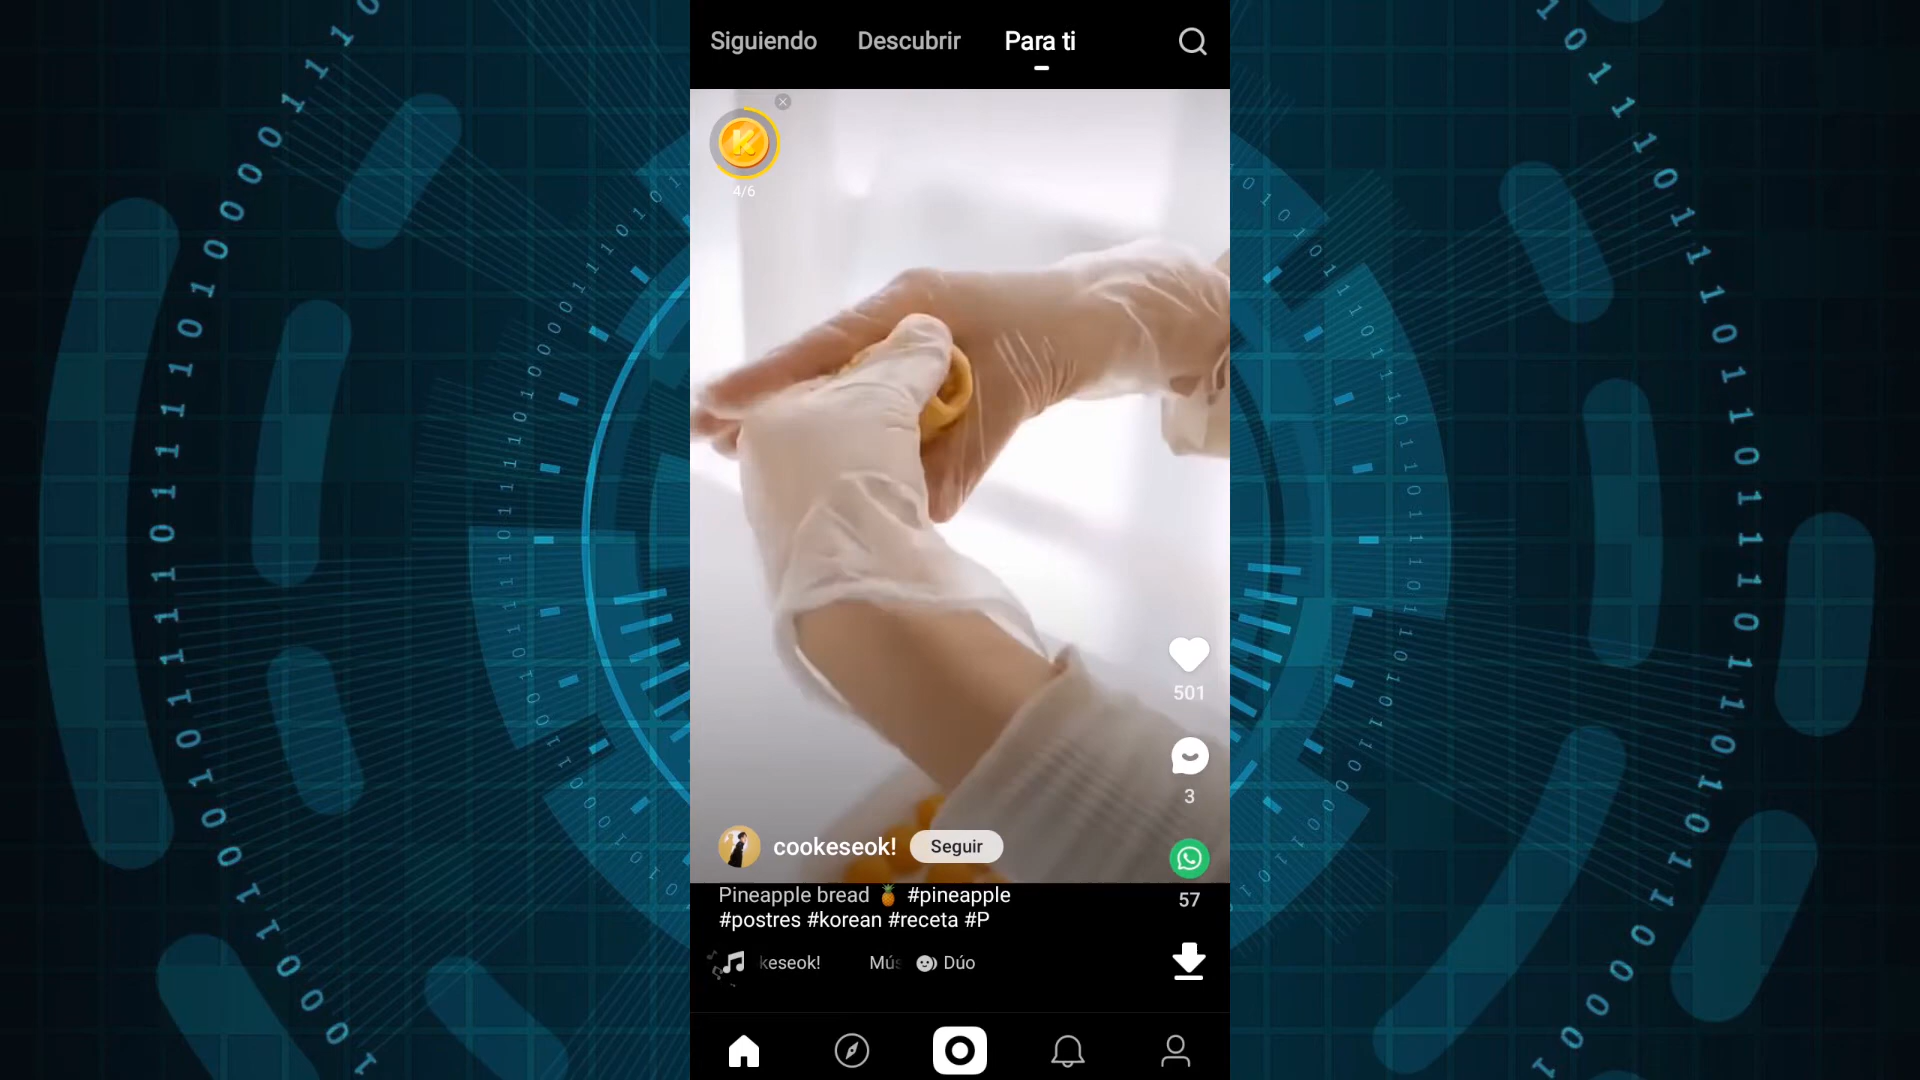 Siguiendo Descubrir Para ti
K
4/6
501
3
cookeseok! Seguir
57
Pineapple bread 🍍 #pineapple
#postres #korean #receta #P
keseok! Mús Dúo